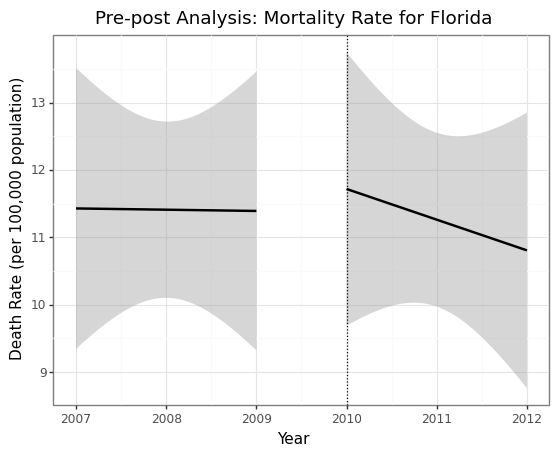 Pre-post Analysis: Mortality Rate for Florida
Death Rate (per 100,000 population)
13
12
11
10
9
2007 2008 2009 2010 2011 2012
Year